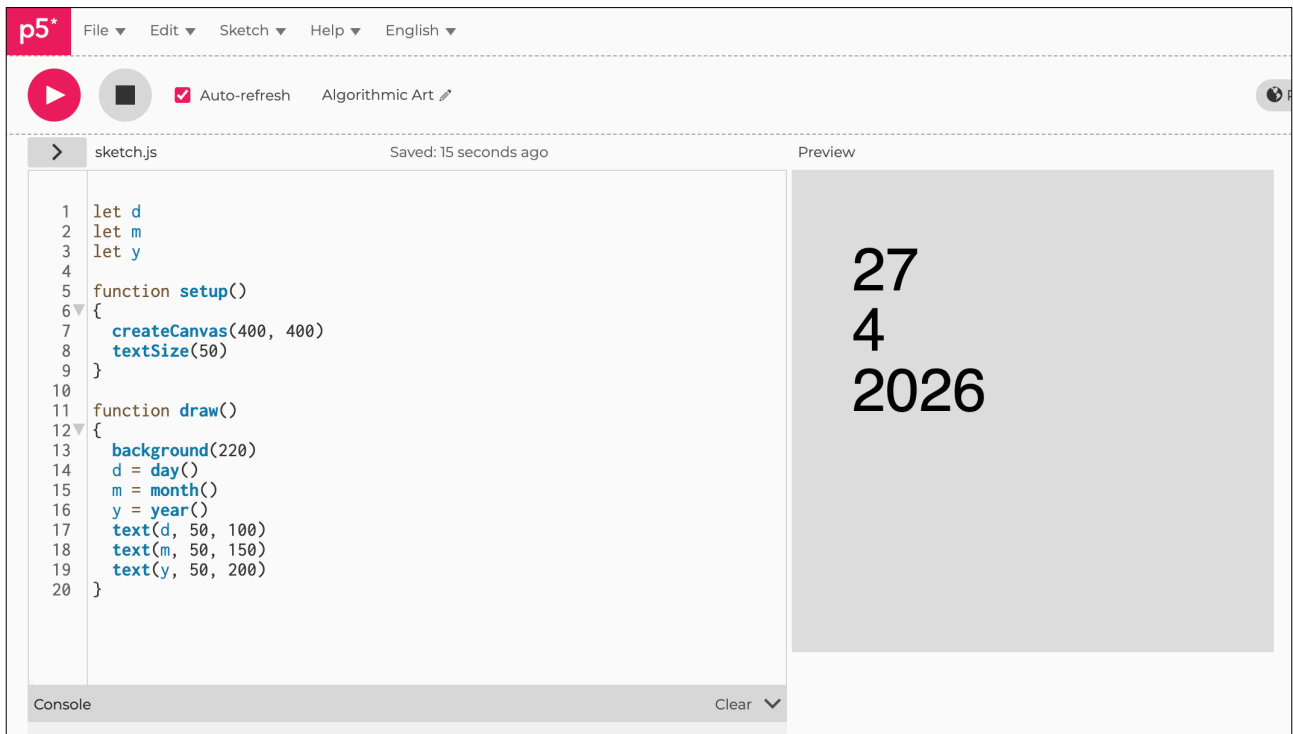 p5* File Edit Sketch Help English
Auto-refresh Algorithmic Art
> sketch.js Saved: 15 seconds ago Preview
1 let d
2 let m
3 let y
4
5 function setup()
6 {
7   createCanvas(400, 400)
8   textSize(50)
9 }
10
11 function draw()
12 {
13   background(220)
14   d = day()
15   m = month()
16   y = year()
17   text(d, 50, 100)
18   text(m, 50, 150)
19   text(y, 50, 200)
20 }
27
4
2026
Console Clear